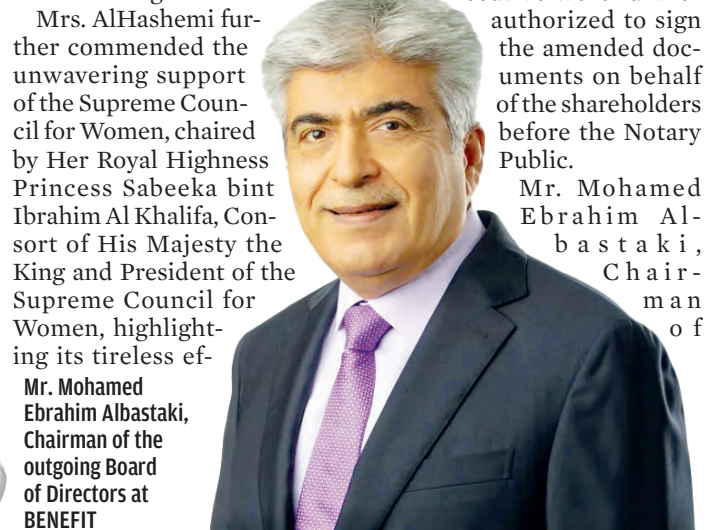 Mrs. AlHashemi fur-
ther commended the
unwavering support
of the Supreme Coun-
cil for Women, chaired
by Her Royal Highness
Princess Sabeeka bint
Ibrahim Al Khalifa, Con-
sort of His Majesty the
King and President of the
Supreme Council for
Women, highlight-
ing its tireless ef-
Mr. Mohamed
Ebrahim Albastaki,
Chairman of the
outgoing Board
of Directors at
BENEFIT
authorized to sign
the amended doc-
uments on behalf
of the shareholders
before the Notary
Public.
Mr. Mohamed
Ebrahim Al-
bastaki,
Chair-
man
of